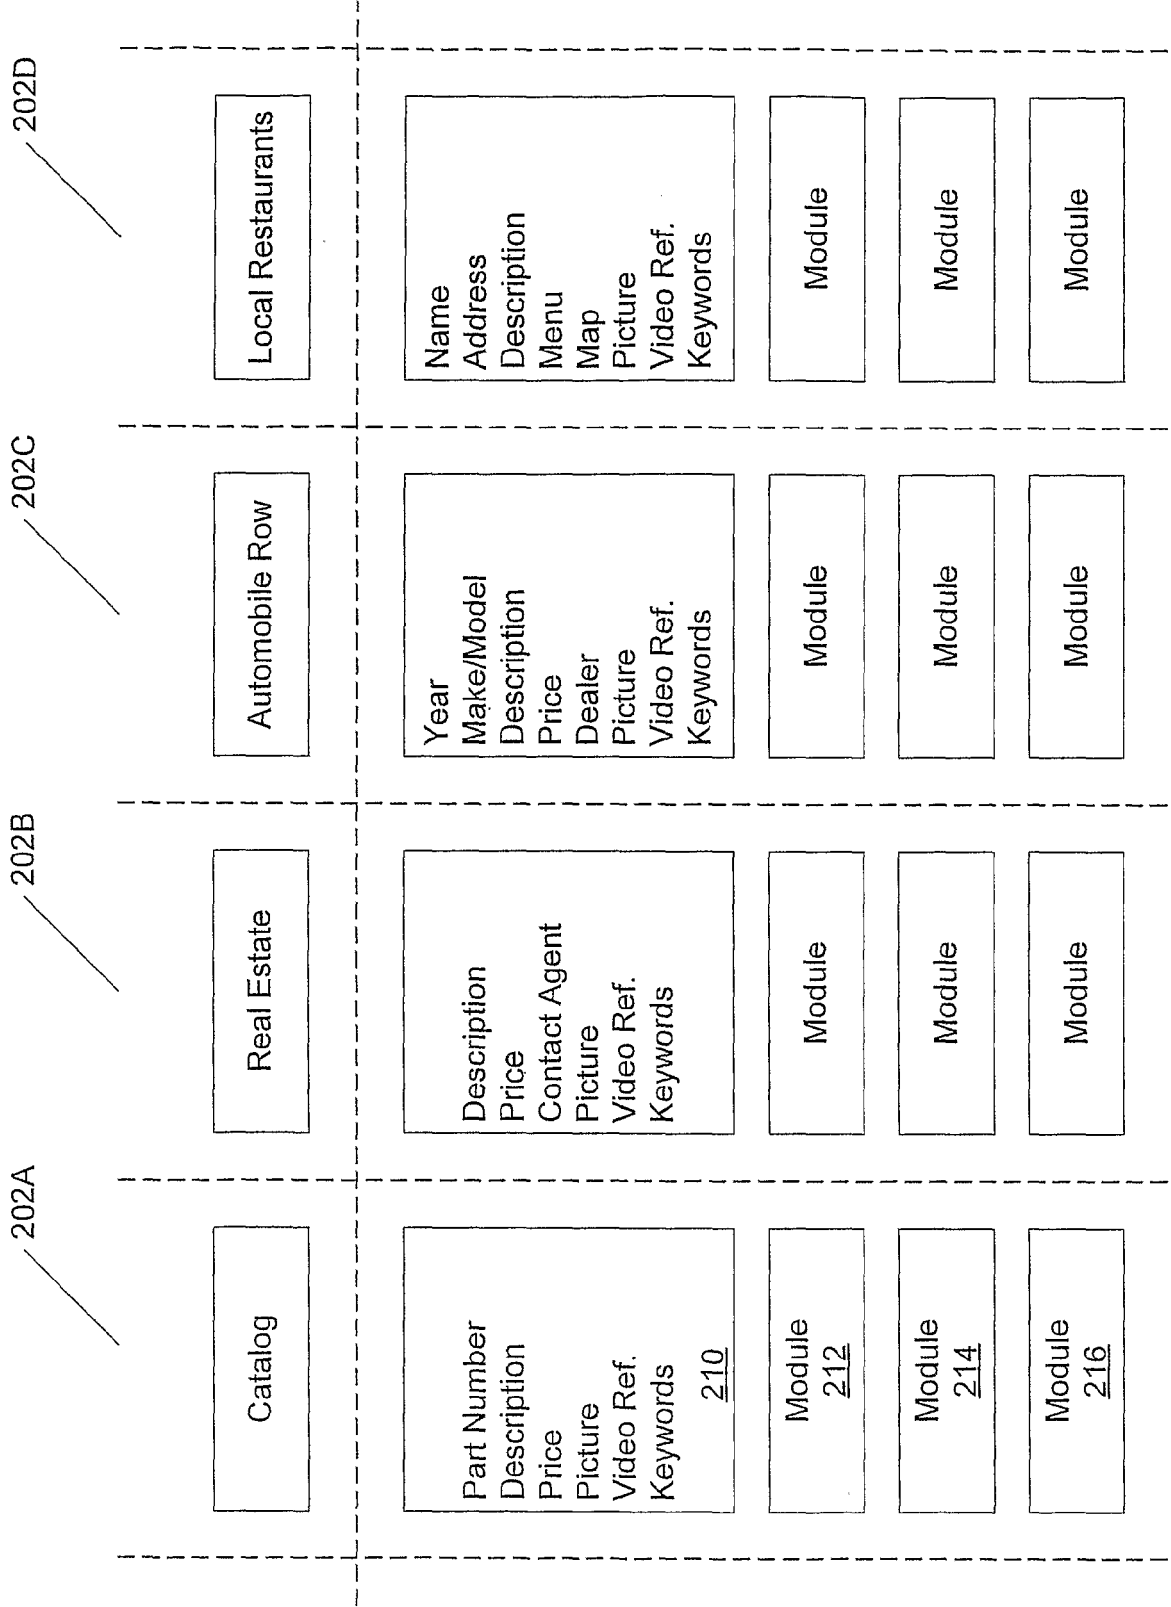 202A
202B
202C
202D
Catalog
Real Estate
Automobile Row
Local Restaurants
Part Number
Description
Price
Picture
Video Ref.
Keywords
210
Description
Price
Contact Agent
Picture
Video Ref.
Keywords
Year
Make/Model
Description
Price
Dealer
Picture
Video Ref.
Keywords
Name
Address
Description
Menu
Map
Picture
Video Ref.
Keywords
Module
212
Module
Module
Module
Module
214
Module
Module
Module
Module
216
Module
Module
Module